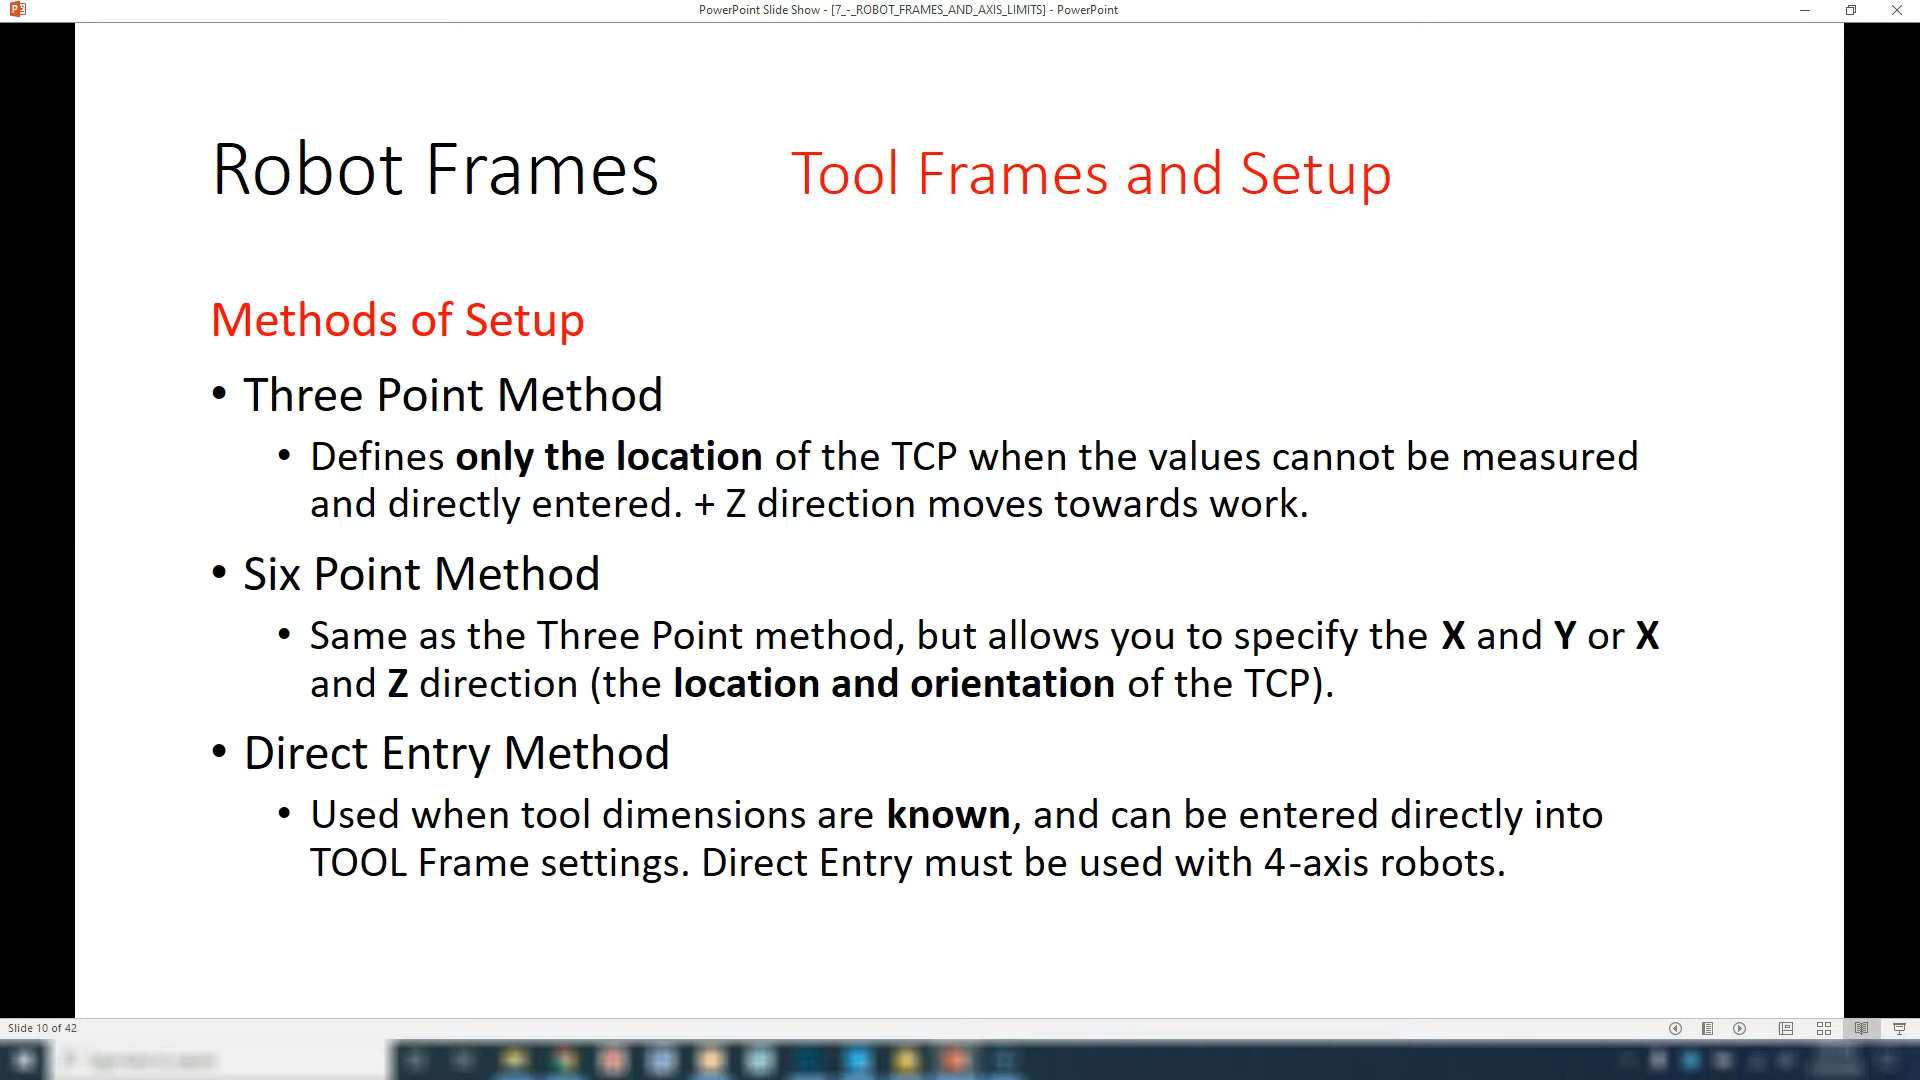 PowerPoint Slide Show - [7_-_ROBOT_FRAMES_AND_AXIS_LIMITS] - PowerPoint
Robot Frames Tool Frames and Setup
Methods of Setup
• Three Point Method
• Defines only the location of the TCP when the values cannot be measured
and directly entered. + Z direction moves towards work.
• Six Point Method
• Same as the Three Point method, but allows you to specify the X and Y or X
and Z direction (the location and orientation of the TCP).
• Direct Entry Method
• Used when tool dimensions are known, and can be entered directly into
TOOL Frame settings. Direct Entry must be used with 4-axis robots.
Slide 10 of 42